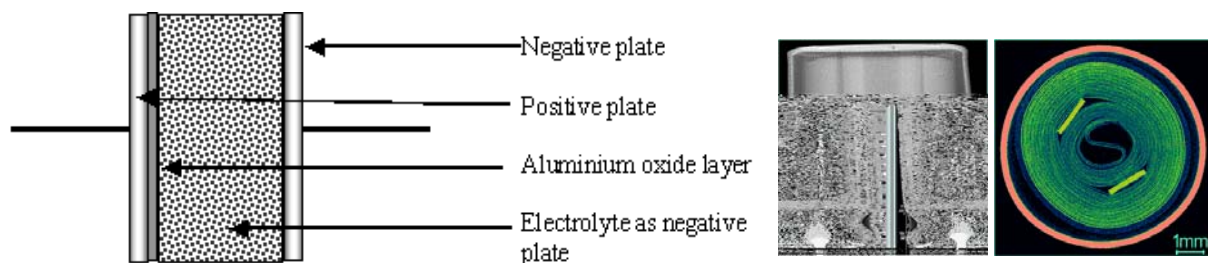 Negative plate
Positive plate
Aluminium oxide layer
Electrolyte as negative
plate
1mm